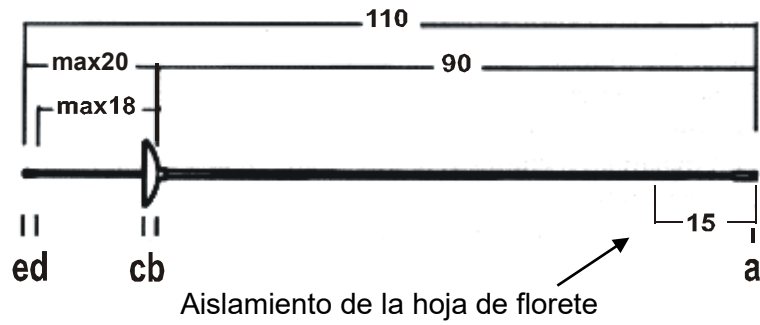 110
max20 90
max18
15
ed cb a
Aislamiento de la hoja de florete